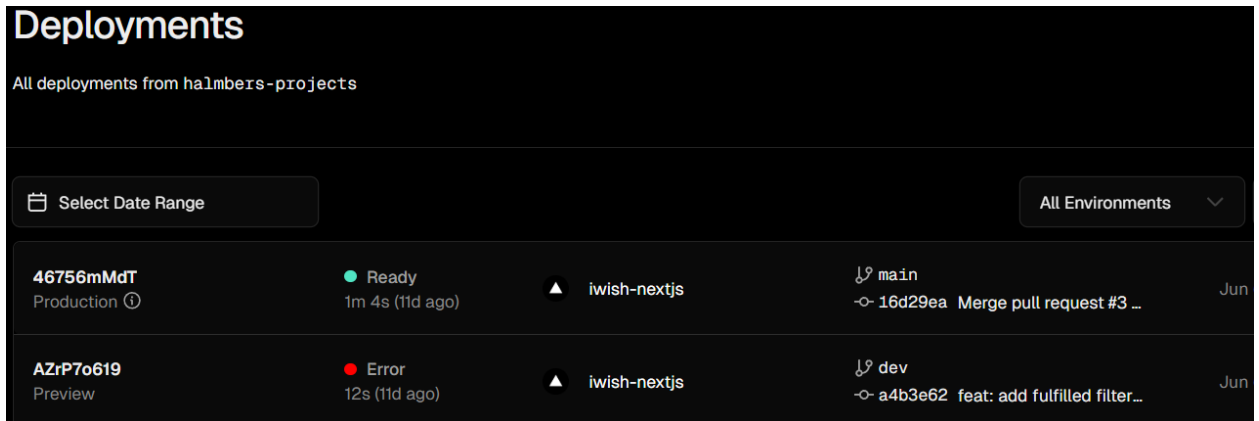 Deployments
All deployments from halmbers-projects
Select Date Range
All Environments
46756mMdT
Ready
iwish-nextjs
main
Production
1m 4s (11d ago)
16d29ea Merge pull request #3 ...
Jun
AZrP7o619
Error
iwish-nextjs
dev
Preview
12s (11d ago)
a4b3e62 feat: add fulfilled filter...
Jun